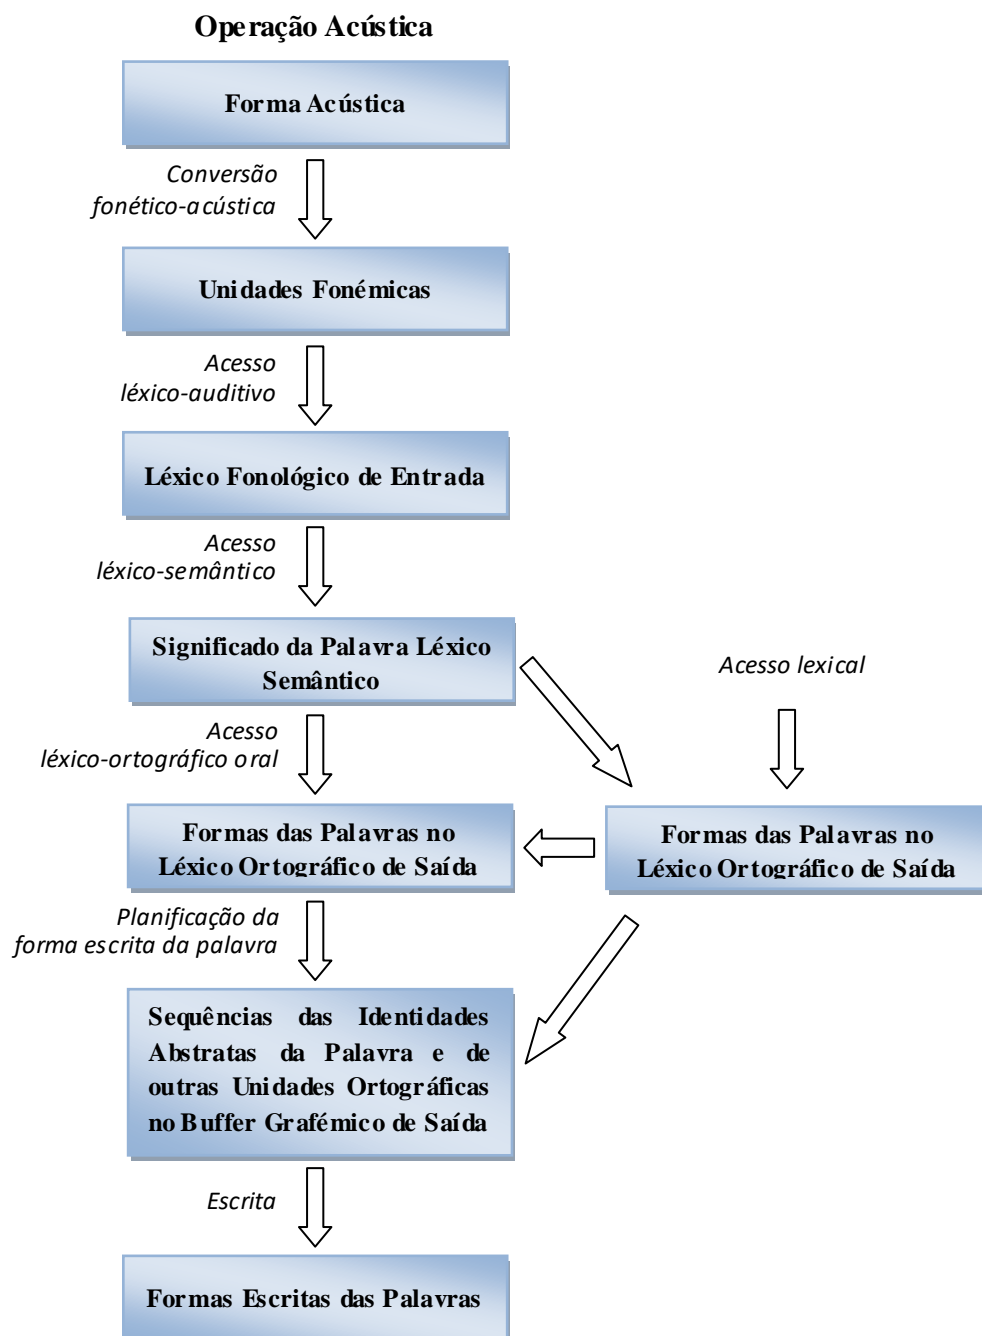 Operação Acústica
Forma Acústica
Conversão
fonético-acústica
Unidades Fonémicas
Acesso
léxico-auditivo
Léxico Fonológico de Entrada
Acesso
léxico-semântico
Significado da Palavra Léxico
Semântico
Acesso lexical
Acesso
léxico-ortográfico oral
Formas das Palavras no
Léxico Ortográfico de Saída
Formas das Palavras no
Léxico Ortográfico de Saída
Planificação da
forma escrita da palavra
Sequências das Identidades
Abstratas da Palavra e de
outras Unidades Ortográficas
no Buffer Grafémico de Saída
Escrita
Formas Escritas das Palavras